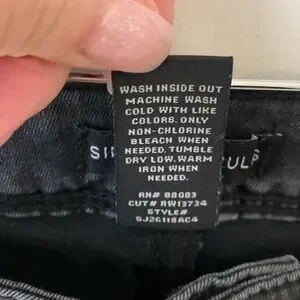 WASH INSIDE OUT
MACHINE WASH
COLD WITH LIKE
COLORS. ONLY
NON-CHLORINE
BLEACH WHEN
NEEDED. TUMBLE
DRY LOW. WARM
IRON WHEN
NEEDED.
RN# 88083
CUT# RW13734
STYLE#
SJ26118AC4